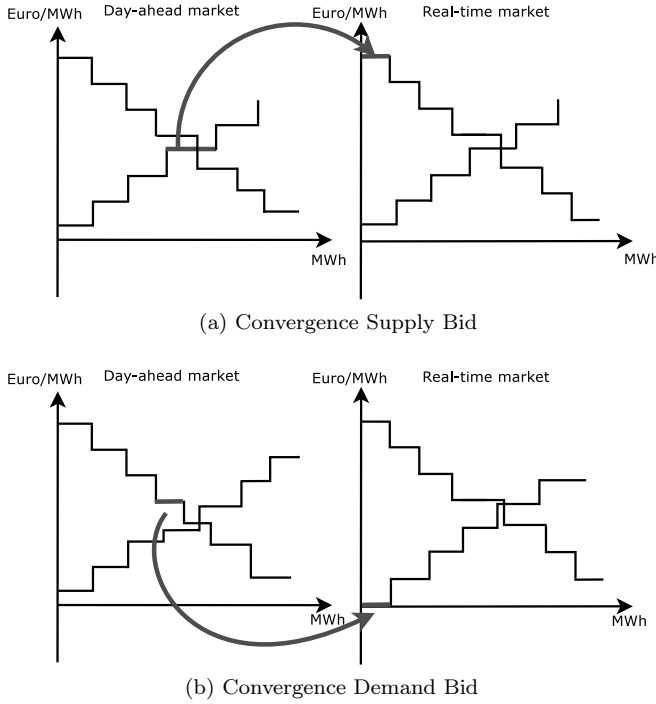 Euro/MWh Day-ahead market Real-time market
Euro/MWh
MWh MWh
(a) Convergence Supply Bid
Euro/MWh Day-ahead market Euro/MWh Real-time market
MWh MWh
(b) Convergence Demand Bid